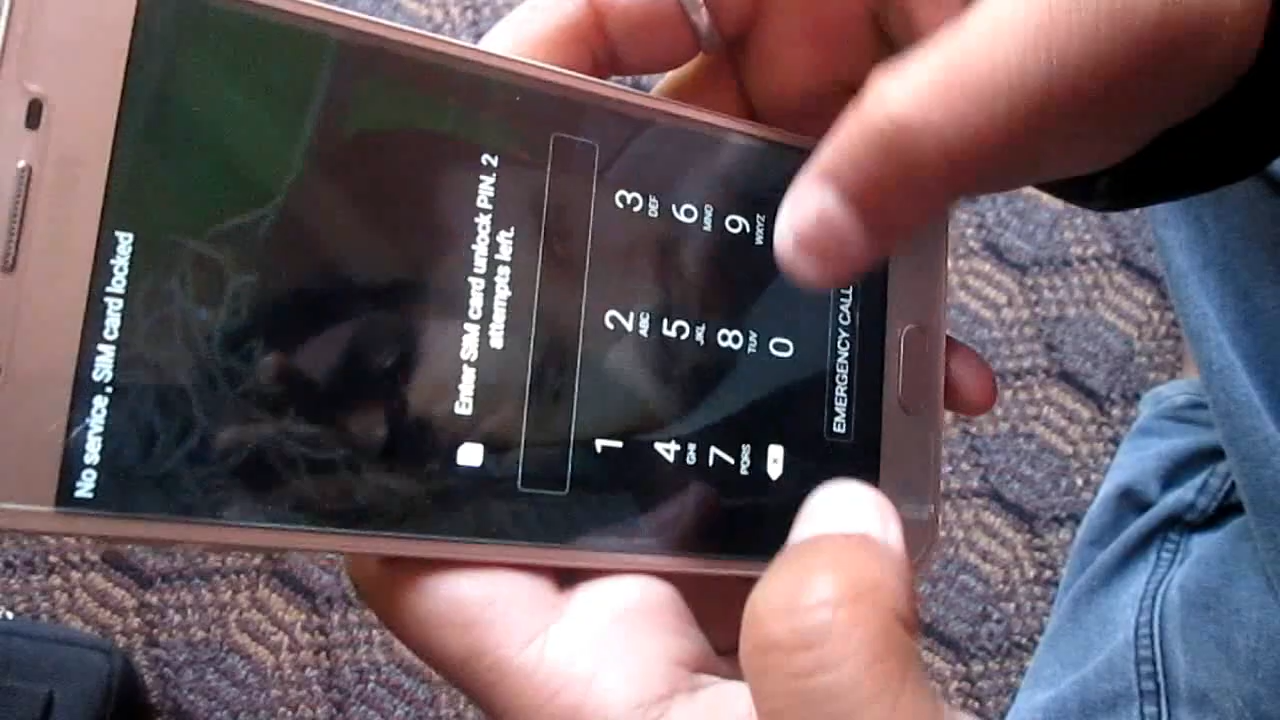 No service . SIM card locked
Enter SIM card unlock PIN. 2
attempts left.
1 2 ABC 3 DEF
4 GHI 5 JKL 6 MNO
7 PQRS 8 TUV 9 WXYZ
0
EMERGENCY CALL